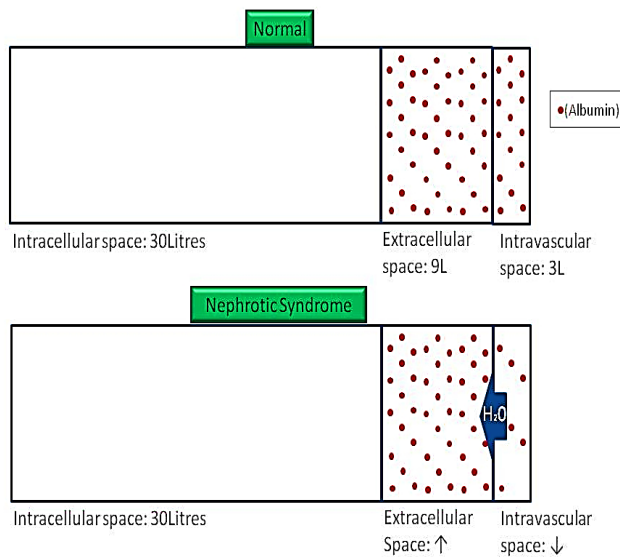 Normal
•(Albumin)
Intracellular space: 30Litres
Extracellular
space: 9L
Intravascular
space: 3L
Nephrotic Syndrome
H₂0
Intracellular space: 30Litres
Extracellular
Space: ↑
Intravascular
space: ↓